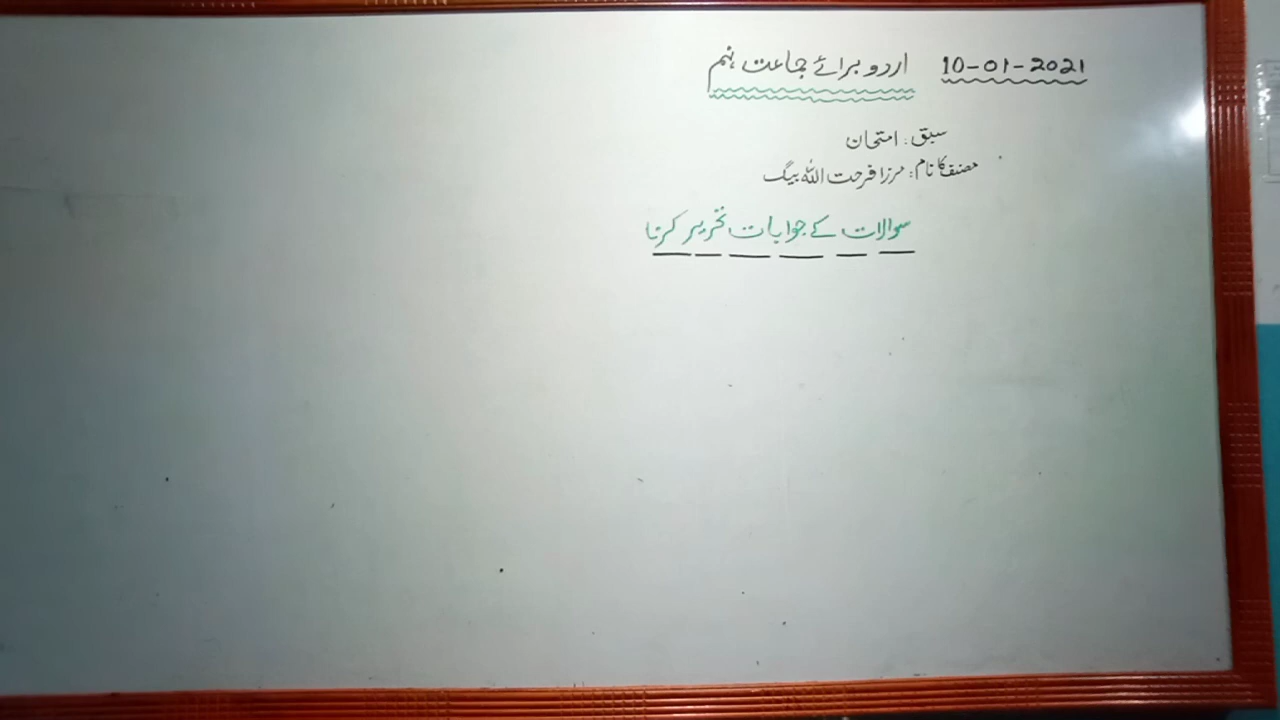 10-01-2021 اردو برائے جماعت نہم
سبق: امتحان
مصنف کا نام: مرزا فرحت اللہ بیگ
سوالات کے جوابات تحریر کرنا